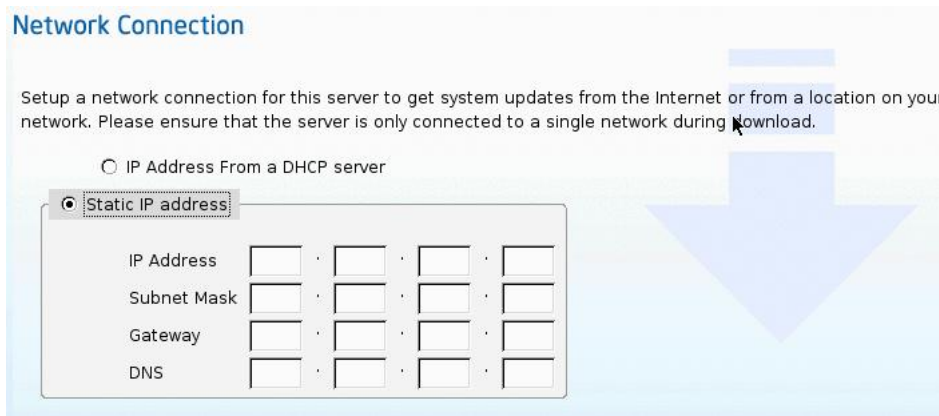 Network Connection
Setup a network connection for this server to get system updates from the Internet or from a location on your
network. Please ensure that the server is only connected to a single network during download.
IP Address From a DHCP server
Static IP address
IP Address . . .
Subnet Mask . . .
Gateway . . .
DNS . . .